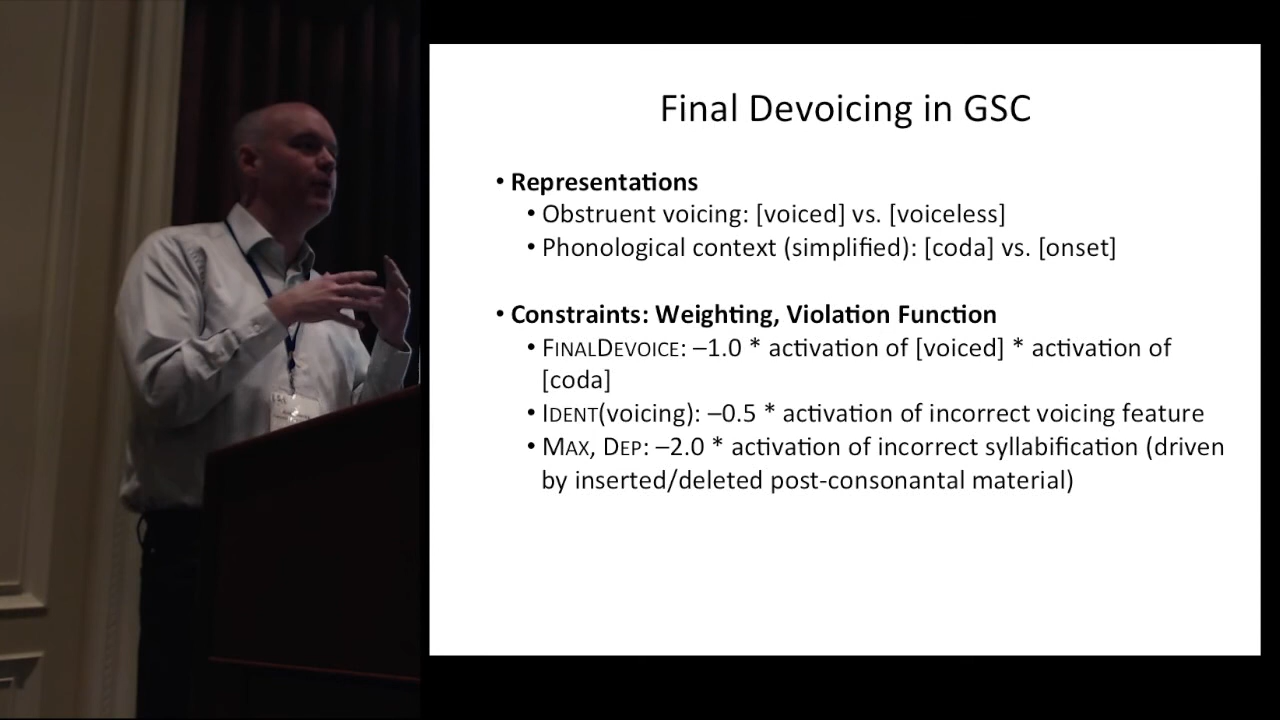 Final Devoicing in GSC
• Representations
• Obstruent voicing: [voiced] vs. [voiceless]
• Phonological context (simplified): [coda] vs. [onset]
• Constraints: Weighting, Violation Function
• FINALDEVOICE: –1.0 * activation of [voiced] * activation of
[coda]
• IDENT(voicing): –0.5 * activation of incorrect voicing feature
• MAX, DEP: –2.0 * activation of incorrect syllabification (driven
by inserted/deleted post-consonantal material)